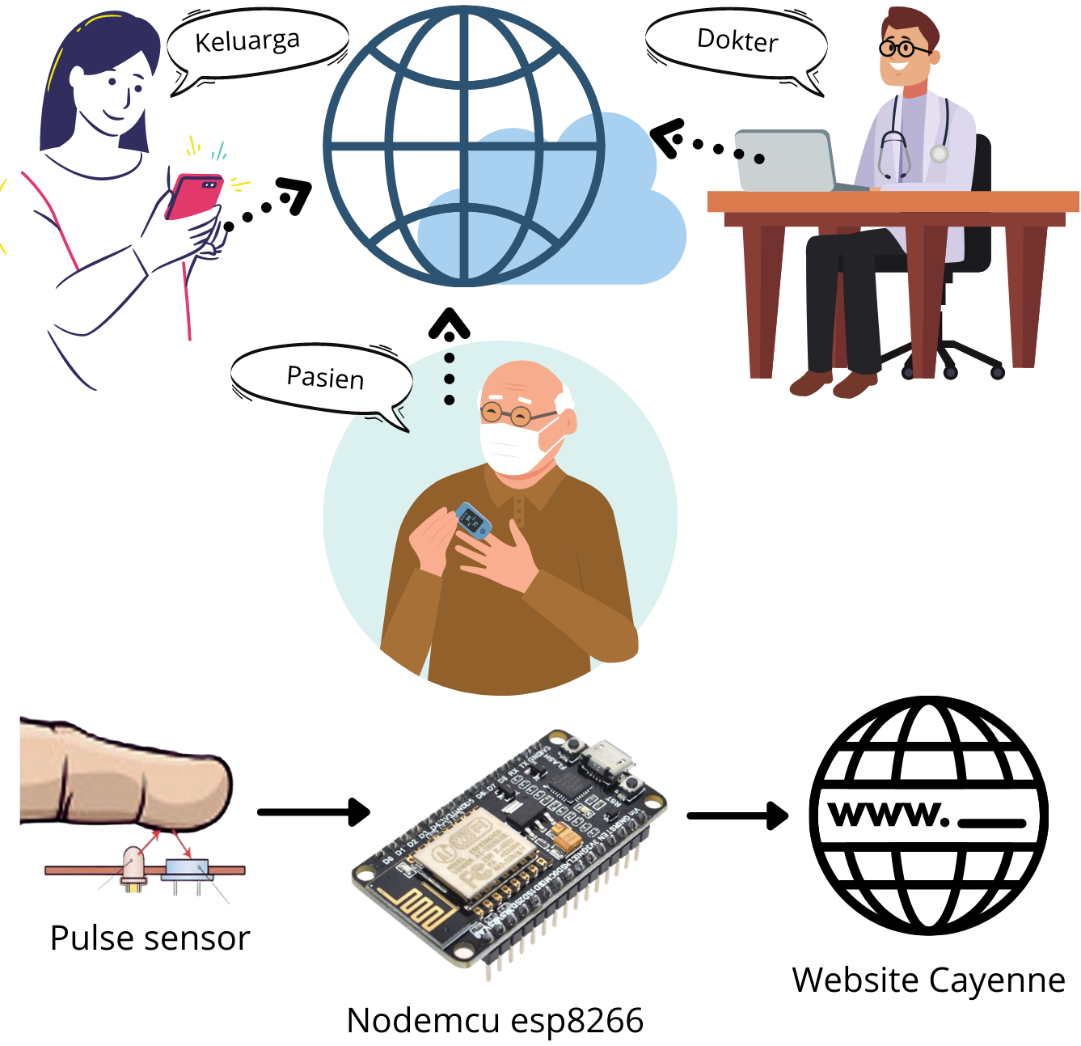 Keluarga
Dokter
Pasien
www.
Pulse sensor
Nodemcu esp8266
Website Cayenne